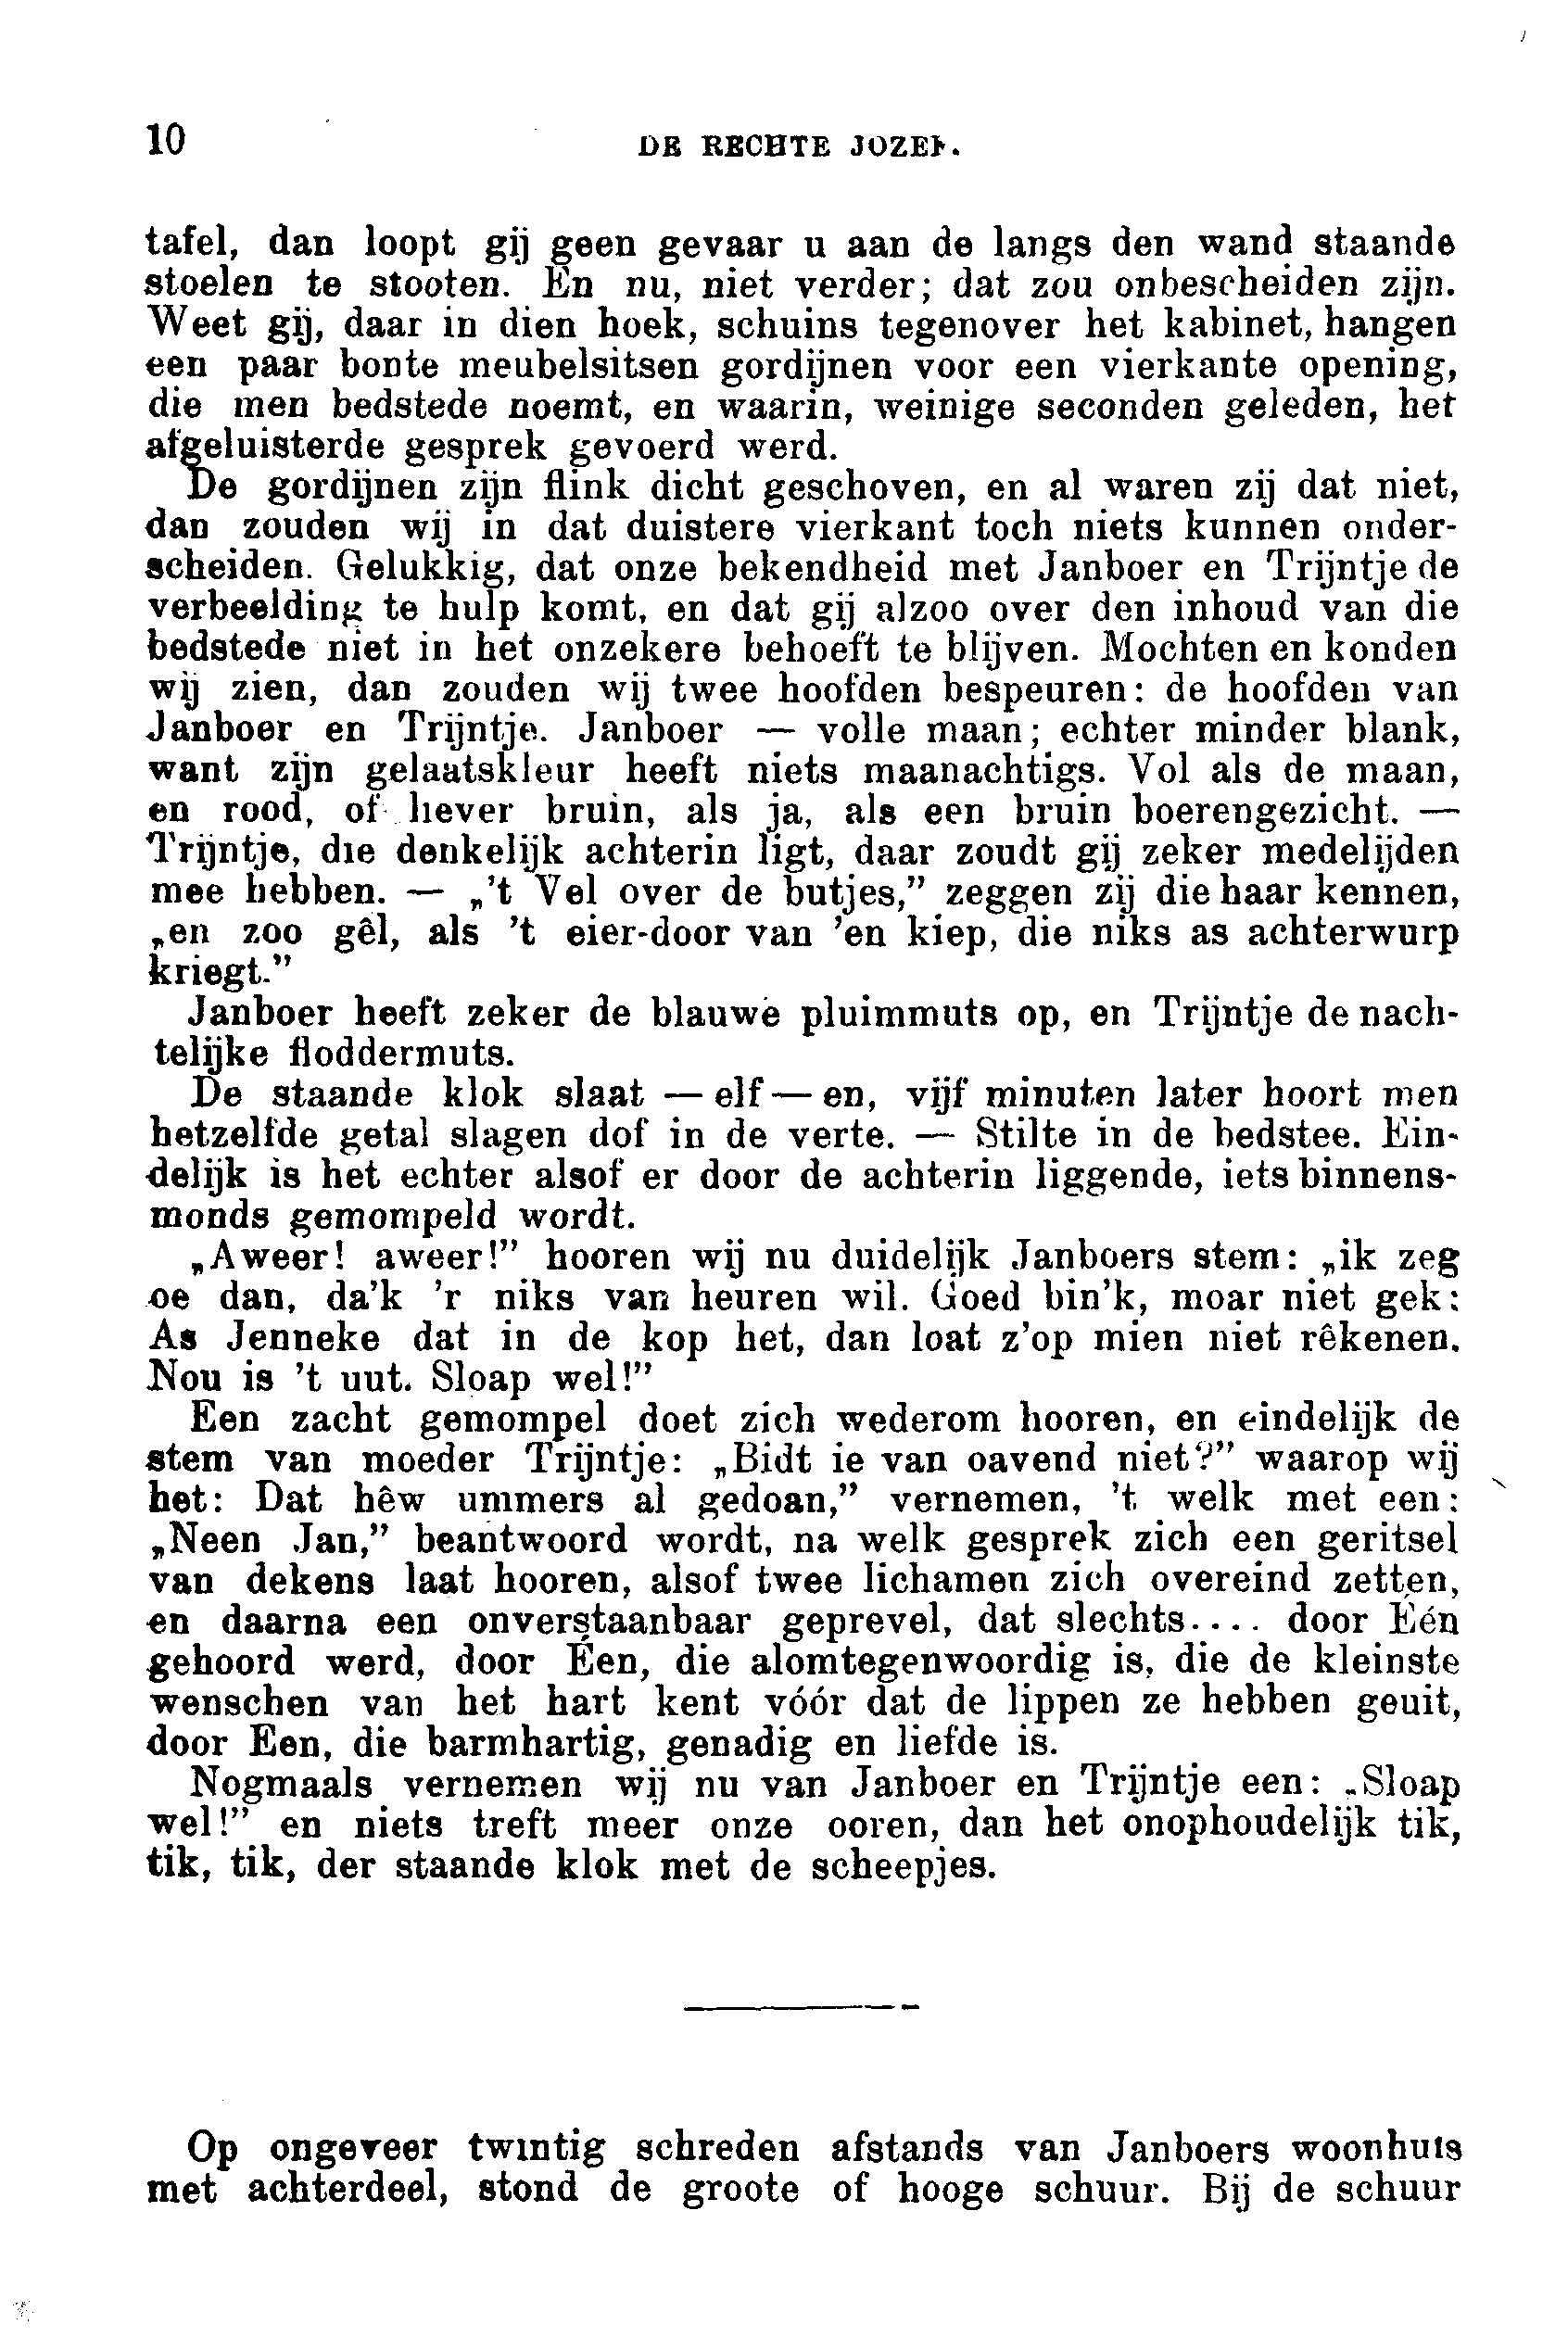 10
DE RECHTE JOZEF.
tafel, dan loopt gij geen gevaar u aan de langs den wand staande
stoelen te stooten. En nu, niet verder; dat zou onbescheiden zijn.
Weet gij, daar in dien hoek, schuins tegenover het kabinet, hangen
een paar bonte meubelsitsen gordijnen voor een vierkante opening,
die men bedstede noemt, en waarin, weinige seconden geleden, het
afgeluisterde gesprek gevoerd werd.
De gordijnen zijn flink dicht geschoven, en al waren zij dat niet,
dan zouden wij in dat duistere vierkant toch niets kunnen onder-
scheiden. Gelukkig, dat onze bekendheid met Janboer en Trijntje de
verbeelding te hulp komt, en dat gij alzoo over den inhoud van die
bedstede niet in het onzekere behoeft te blijven. Mochten en konden
wij zien, dan zouden wij twee hoofden bespeuren: de hoofden van
Janboer en Trijntje. Janboer — volle maan; echter minder blank,
want zijn gelaatskleur heeft niets maanachtigs. Vol als de maan,
en rood, of liever bruin, als ja, als een bruin boerengezicht. —
Trijntje, die denkelijk achterin ligt, daar zoudt gij zeker medelijden
mee hebben. — „'t Vel over de butjes,” zeggen zij die haar kennen,
„en zoo gêl, als 't eier-door van 'en kiep, die niks as achterwurp
kriegt.”
Janboer heeft zeker de blauwe pluimmuts op, en Trijntje de nach-
telijke floddermuts.
De staande klok slaat — elf — en, vijf minuten later hoort men
hetzelfde getal slagen dof in de verte. — Stilte in de bedstee. Ein-
delijk is het echter alsof er door de achterin liggende, iets binnens-
monds gemompeld wordt.
„Aweer! aweer!” hooren wij nu duidelijk Janboers stem: „ik zeg
oe dan, da'k 'r niks van heuren wil. Goed bin'k, moar niet gek:
As Jenneke dat in de kop het, dan loat z'op mien niet rêkenen.
Nou is 't uut. Sloap wel!”
Een zacht gemompel doet zich wederom hooren, en eindelijk de
stem van moeder Trijntje: „Bidt ie van oavend niet?” waarop wij
het: Dat hêw ummers al gedoan,” vernemen, 't welk met een:
„Neen Jan,” beantwoord wordt, na welk gesprek zich een geritsel
van dekens laat hooren, alsof twee lichamen zich overeind zetten,
en daarna een onverstaanbaar geprevel, dat slechts.... door Eén
gehoord werd, door Éen, die alomtegenwoordig is, die de kleinste
wenschen van het hart kent vóór dat de lippen ze hebben geuit,
door Een, die barmhartig, genadig en liefde is.
Nogmaals vernemen wij nu van Janboer en Trijntje een: „Sloap
wel!” en niets treft meer onze ooren, dan het onophoudelijk tik,
tik, tik, der staande klok met de scheepjes.
Op ongeveer twintig schreden afstands van Janboers woonhuis
met achterdeel, stond de groote of hooge schuur. Bij de schuur